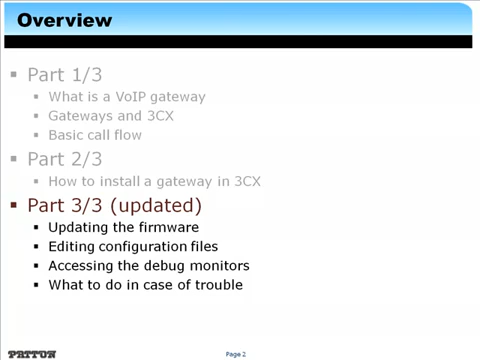 Overview
Part 1/3
What is a VoIP gateway
Gateways and 3CX
Basic call flow
Part 2/3
How to install a gateway in 3CX
Part 3/3 (updated)
Updating the firmware
Editing configuration files
Accessing the debug monitors
What to do in case of trouble
PATTON
Page 2